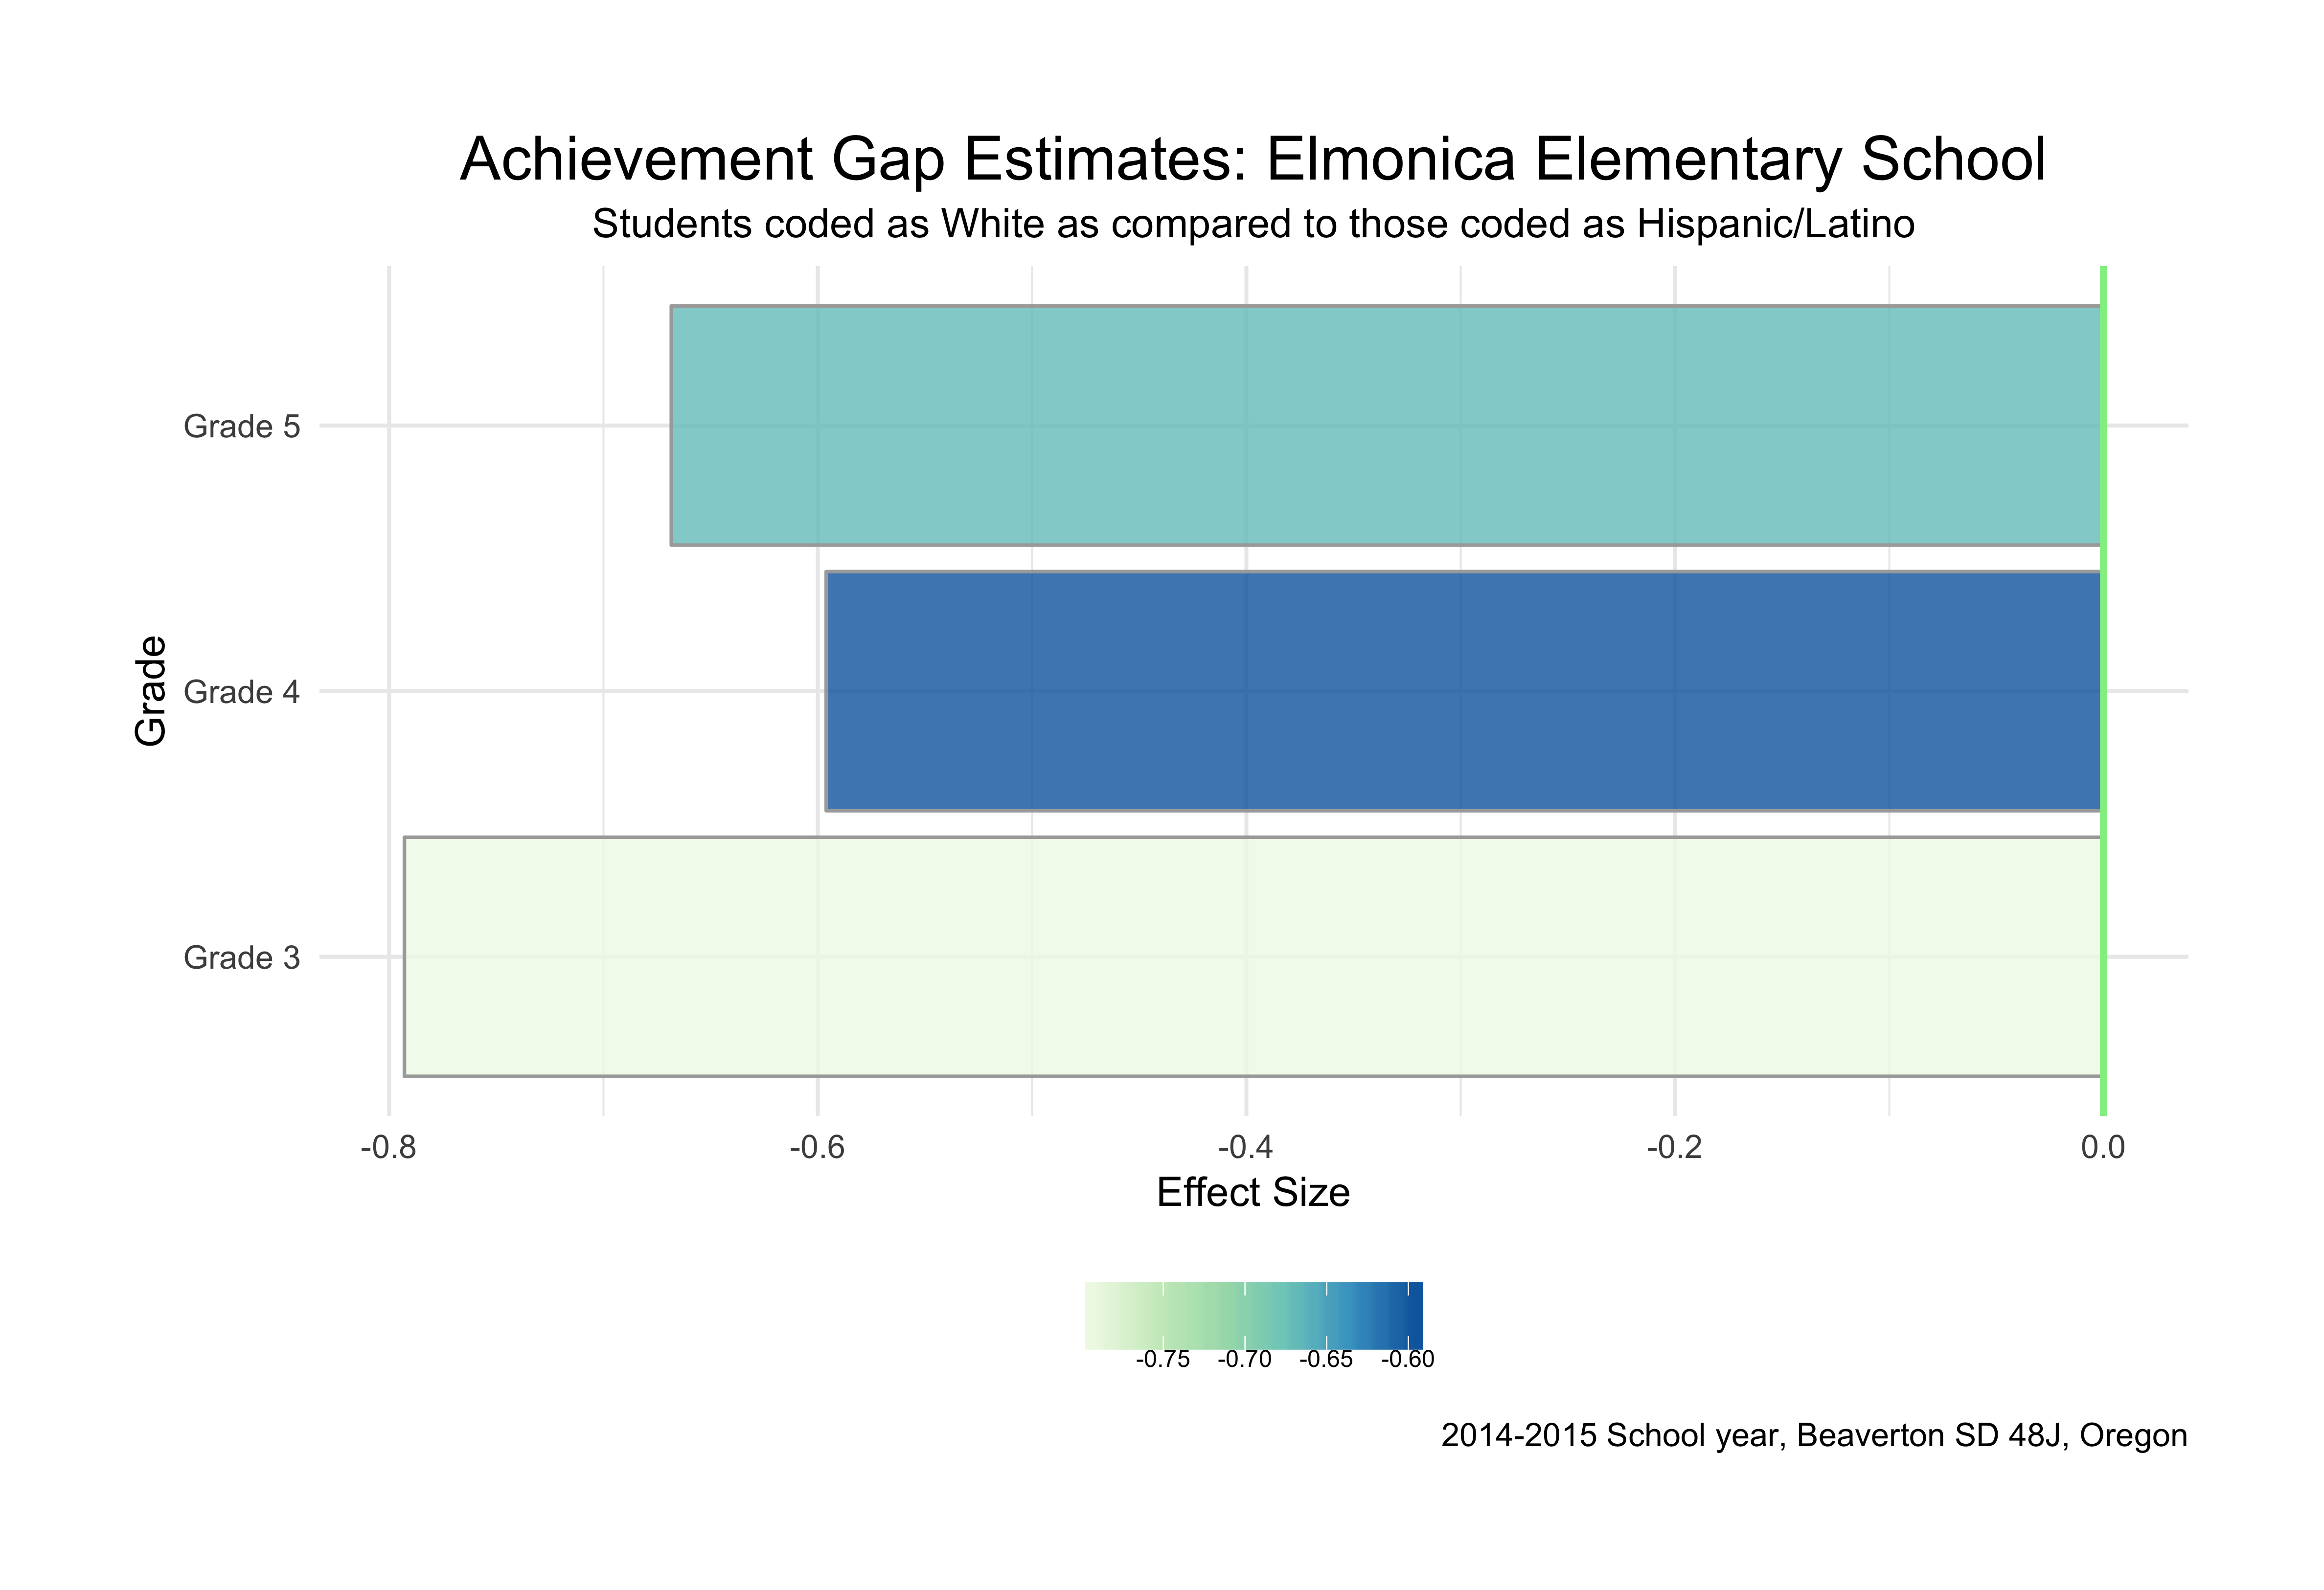 Achievement Gap Estimates: Elmonica Elementary School
Students coded as White as compared to those coded as Hispanic/Latino
Grade
Grade 5
Grade 4
Grade 3
-0.8 -0.6 -0.4 -0.2 0.0
Effect Size
-0.75 -0.70 -0.65 -0.60
2014-2015 School year, Beaverton SD 48J, Oregon